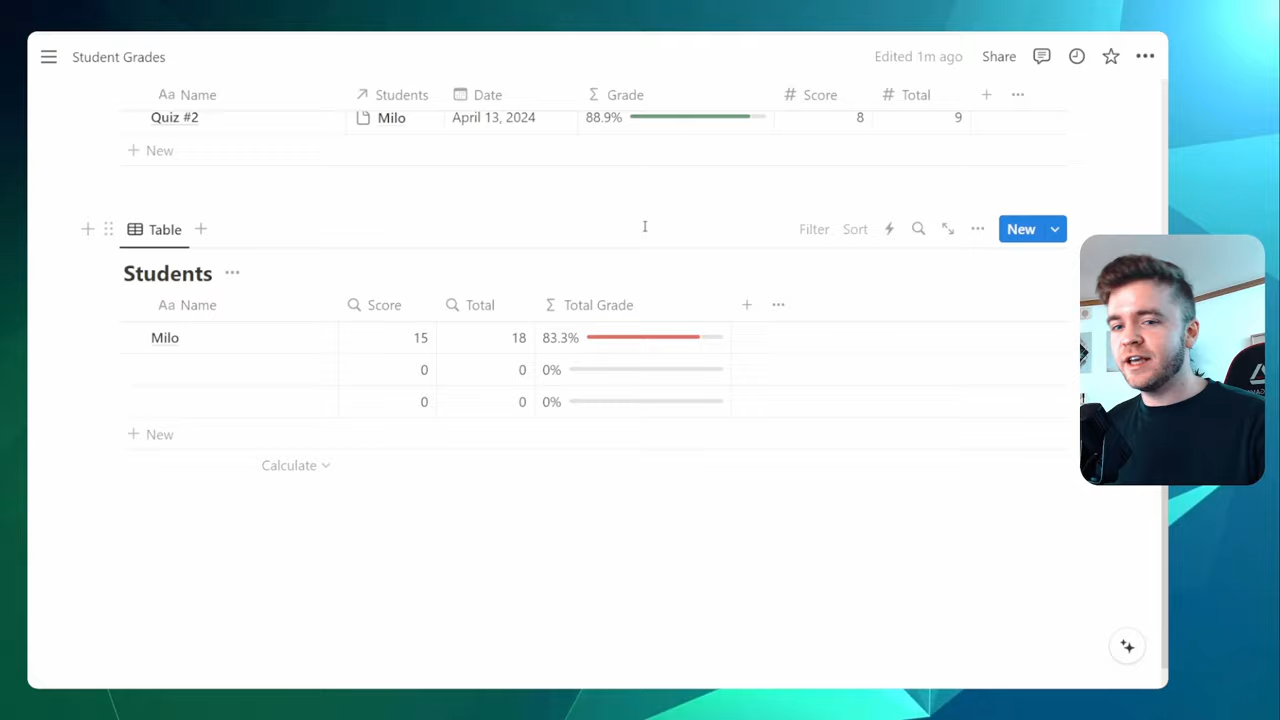 Student Grades Edited 1m ago Share
Aa Name Students Date Σ Grade # Score # Total
Quiz #2 Milo April 13, 2024 88.9% 8 9
+ New
Table Filter Sort New
Students
Aa Name Score Total Σ Total Grade
Milo 15 18 83.3%
0 0 0%
0 0 0%
+ New
Calculate